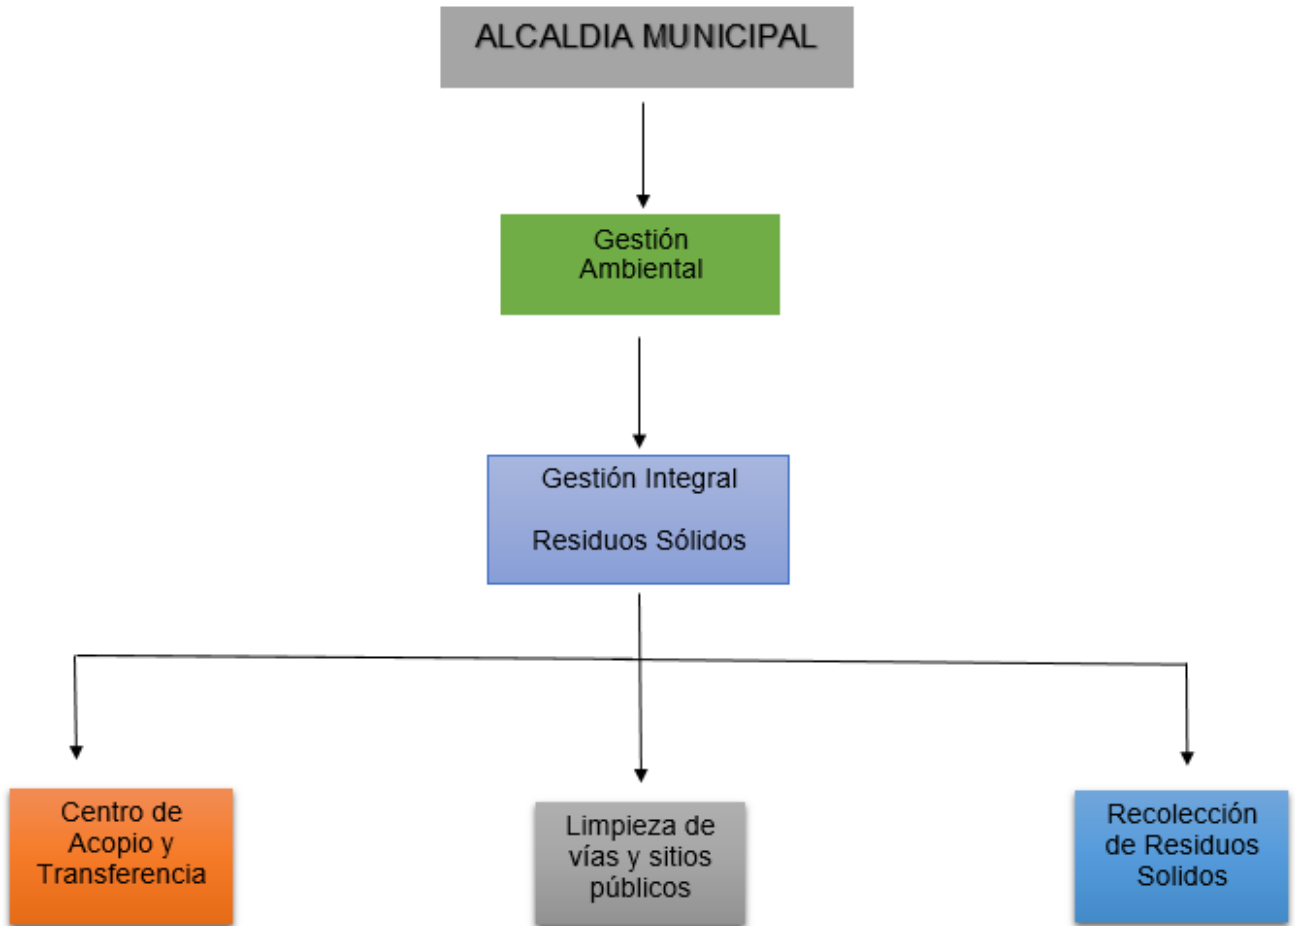 ALCALDIA MUNICIPAL
Gestión
Ambiental
Gestión Integral
Residuos Sólidos
Centro de
Acopio y
Transferencia
Limpieza de
vías y sitios
públicos
Recolección
de Residuos
Solidos